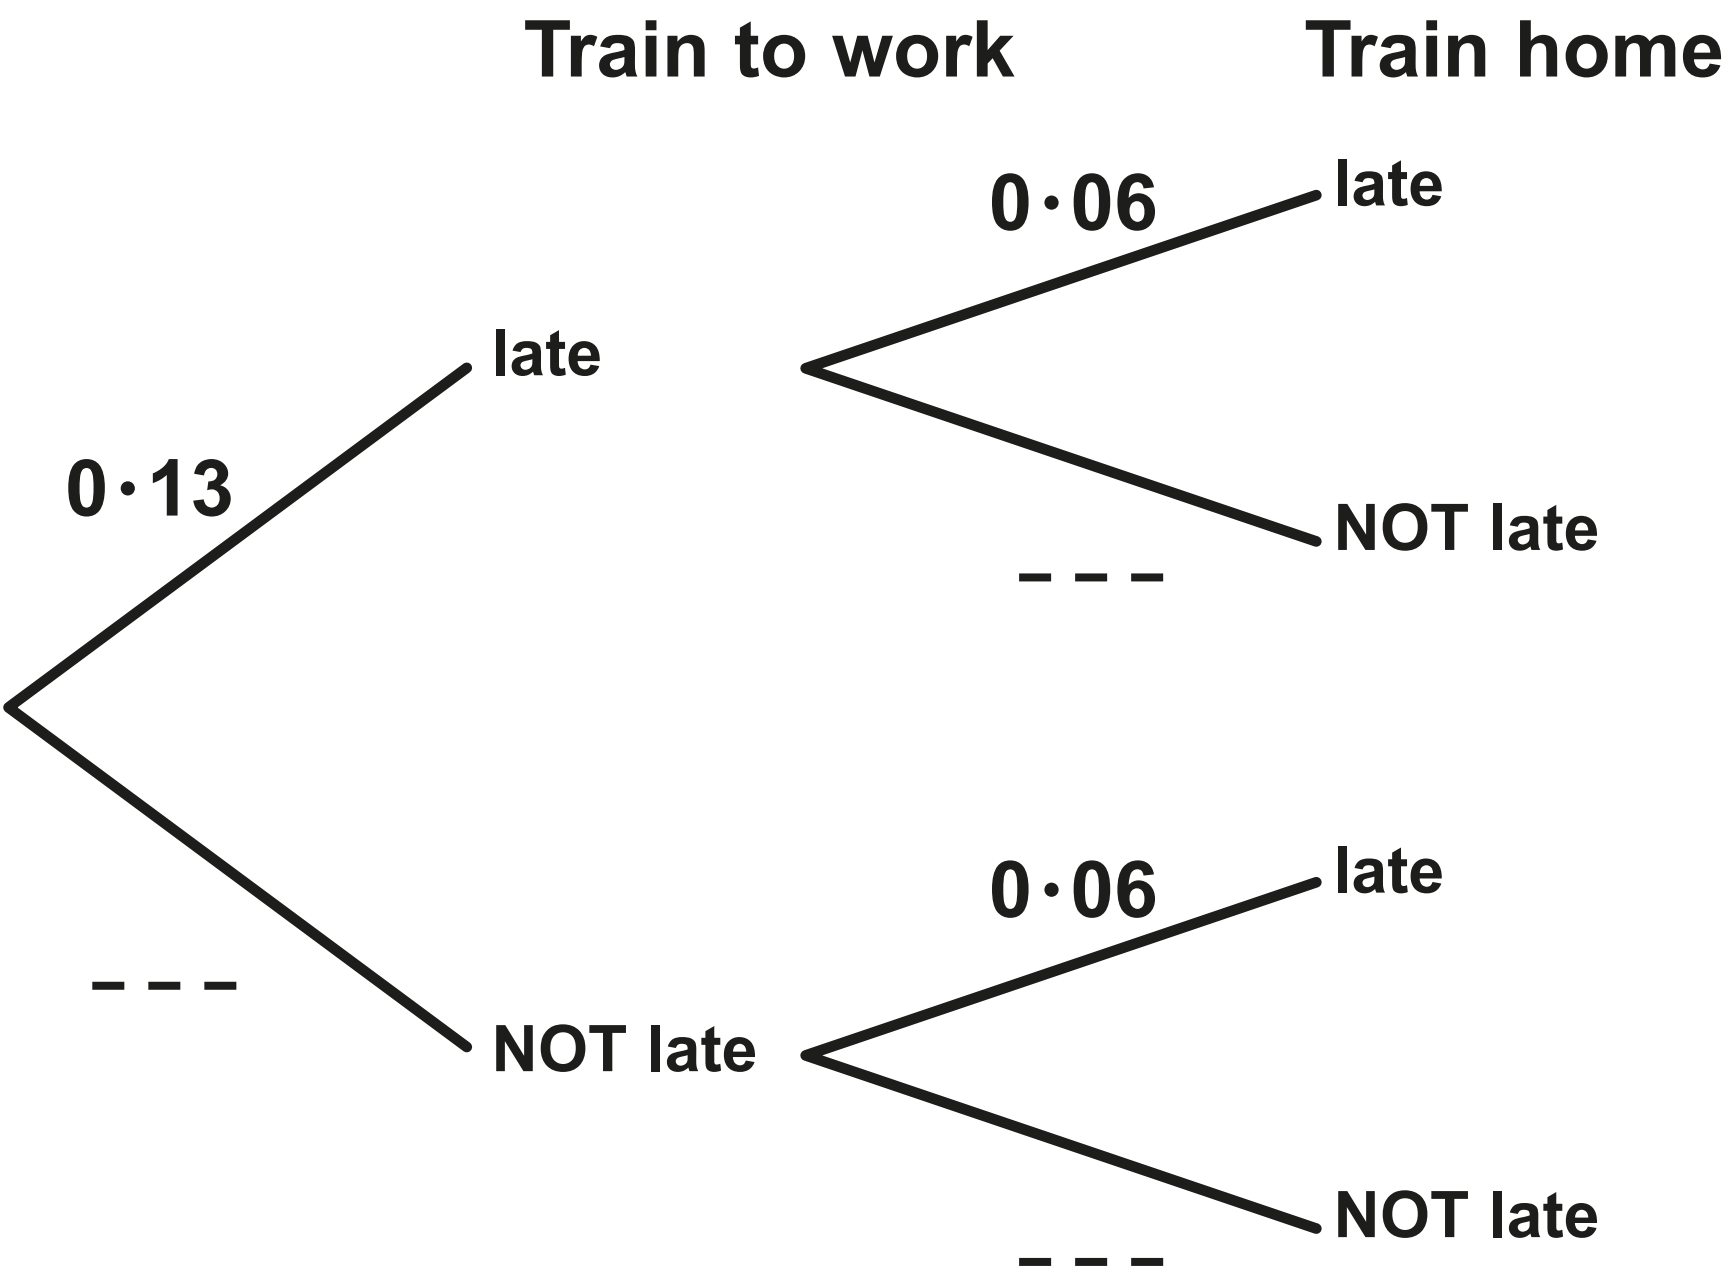 Train to work Train home
0·06 late
late
0·13
NOT late
_ _ _
0·06 late
_ _ _
NOT late
NOT late
_ _ _